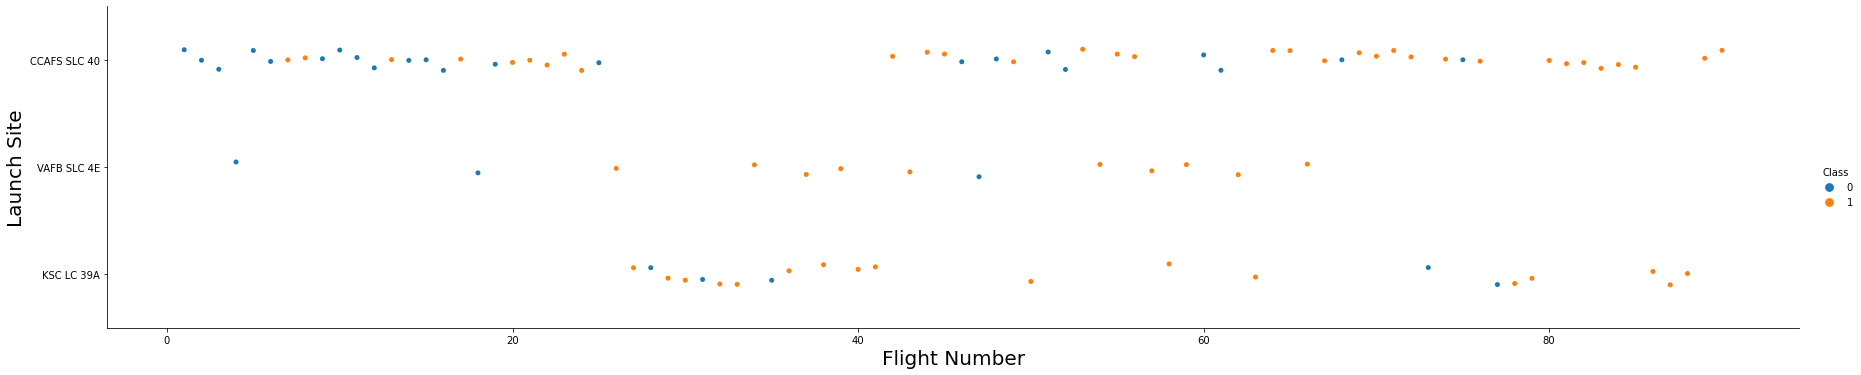 Launch Site
CCAFS SLC 40
VAFB SLC 4E
KSC LC 39A
0
20
40
60
80
Flight Number
Class
0
1